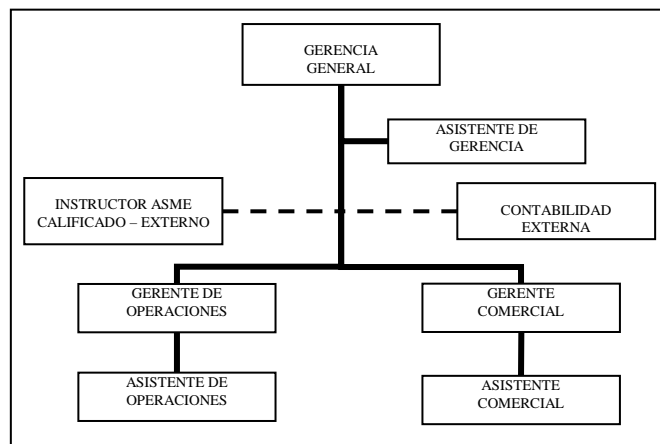 GERENCIA
GENERAL
ASISTENTE DE
GERENCIA
INSTRUCTOR ASME
CALIFICADO – EXTERNO
CONTABILIDAD
EXTERNA
GERENTE DE
OPERACIONES
GERENTE
COMERCIAL
ASISTENTE DE
OPERACIONES
ASISTENTE
COMERCIAL